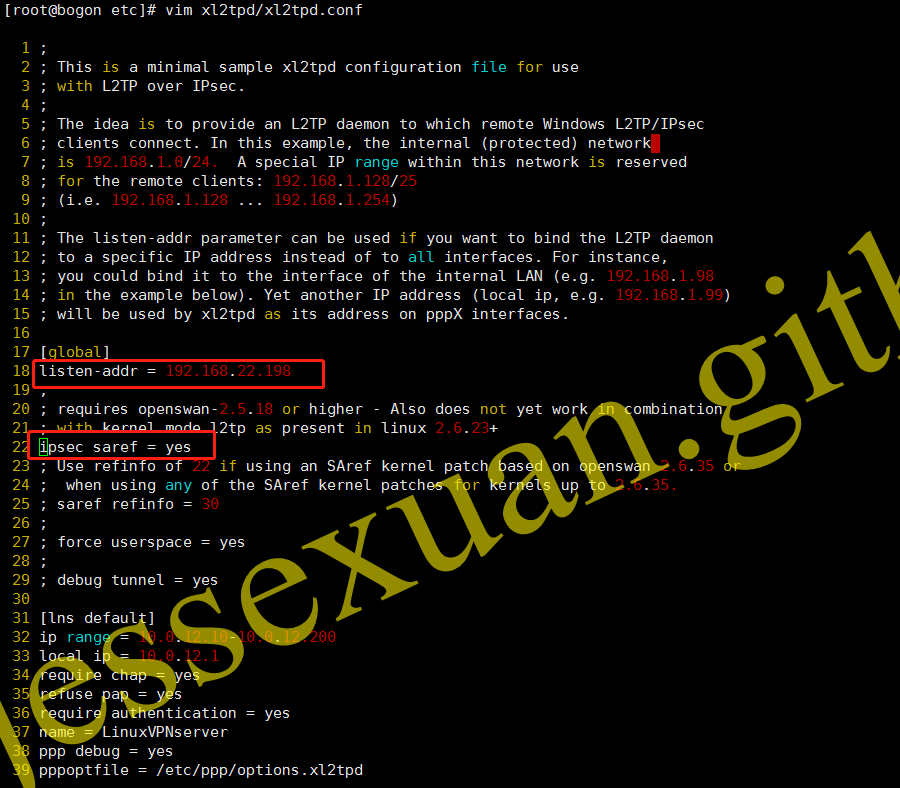 [root@bogon etc]# vim xl2tpd/xl2tpd.conf
1 ;
2 ; This is a minimal sample xl2tpd configuration file for use
3 ; with L2TP over IPsec.
4 ;
5 ; The idea is to provide an L2TP daemon to which remote Windows L2TP/IPsec
6 ; clients connect. In this example, the internal (protected) network
7 ; is 192.168.1.0/24.  A special IP range within this network is reserved
8 ; for the remote clients: 192.168.1.128/25
9 ; (i.e. 192.168.1.128 ... 192.168.1.254)
10 ;
11 ; The listen-addr parameter can be used if you want to bind the L2TP daemon
12 ; to a specific IP address instead of to all interfaces. For instance,
13 ; you could bind it to the interface of the internal LAN (e.g. 192.168.1.98
14 ; in the example below). Yet another IP address (local ip, e.g. 192.168.1.99)
15 ; will be used by xl2tpd as its address on pppX interfaces.
16
17 [global]
18 listen-addr = 192.168.22.198
19 ;
20 ; requires openswan-2.5.18 or higher - Also does not yet work in combination
21 ; with kernel mode l2tp as present in linux 2.6.23+
22 ipsec saref = yes
23 ; Use refinfo of 22 if using an SAref kernel patch based on openswan 2.6.35 or
24 ;  when using any of the SAref kernel patches for kernels up to 2.6.35.
25 ; saref refinfo = 30
26 ;
27 ; force userspace = yes
28 ;
29 ; debug tunnel = yes
30
31 [lns default]
32 ip range = 10.0.12.10-10.0.12.200
33 local ip = 10.0.12.1
34 require chap = yes
35 refuse pap = yes
36 require authentication = yes
37 name = LinuxVPNserver
38 ppp debug = yes
39 pppoptfile = /etc/ppp/options.xl2tpd
jessexuan.gith